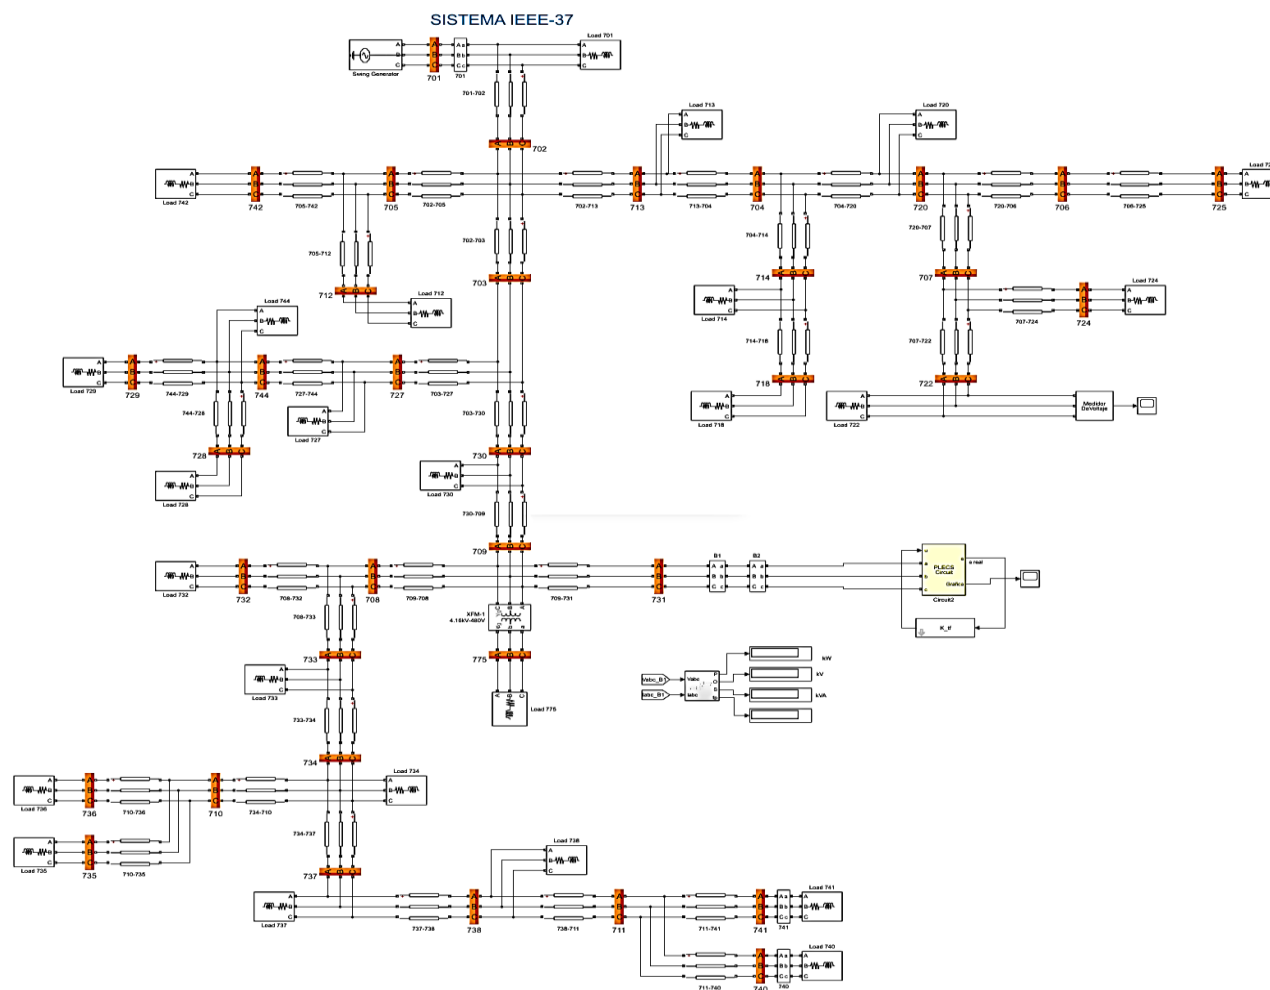 SISTEMA IEEE-37
Swing Generator
701
701
Load 701
701-702
702
Load 713
Load 720
Load 742
742
705-742
705
702-705
702-713
713
713-704
704
704-720
720
720-706
706
706-725
725
705-712
712
Load 712
702-703
703
704-714
714
Load 714
714-718
718
Load 718
720-707
707
707-724
724
Load 724
707-722
722
Load 722
Medidor
DeVoltaje
Load 744
Load 729
729
744-729
744
727-744
727
703-727
Load 727
744-728
728
Load 728
703-730
730
Load 730
730-709
709
Load 732
732
708-732
708
709-708
709-731
731
B1
B2
PLECS
Circuit
Circuit2
Grafica
K_tf
XFM-1
4.16kV-480V
775
Load 775
708-733
733
Load 733
733-734
734
Load 734
Vabc_B1
Iabc_B1
Vabc
Iabc
kW
kV
kVA
Load 736
736
710-736
710
734-710
Load 735
735
710-735
734-737
737
Load 737
737-738
738
Load 738
738-711
711
711-741
741
741
Load 741
711-740
740
740
Load 740